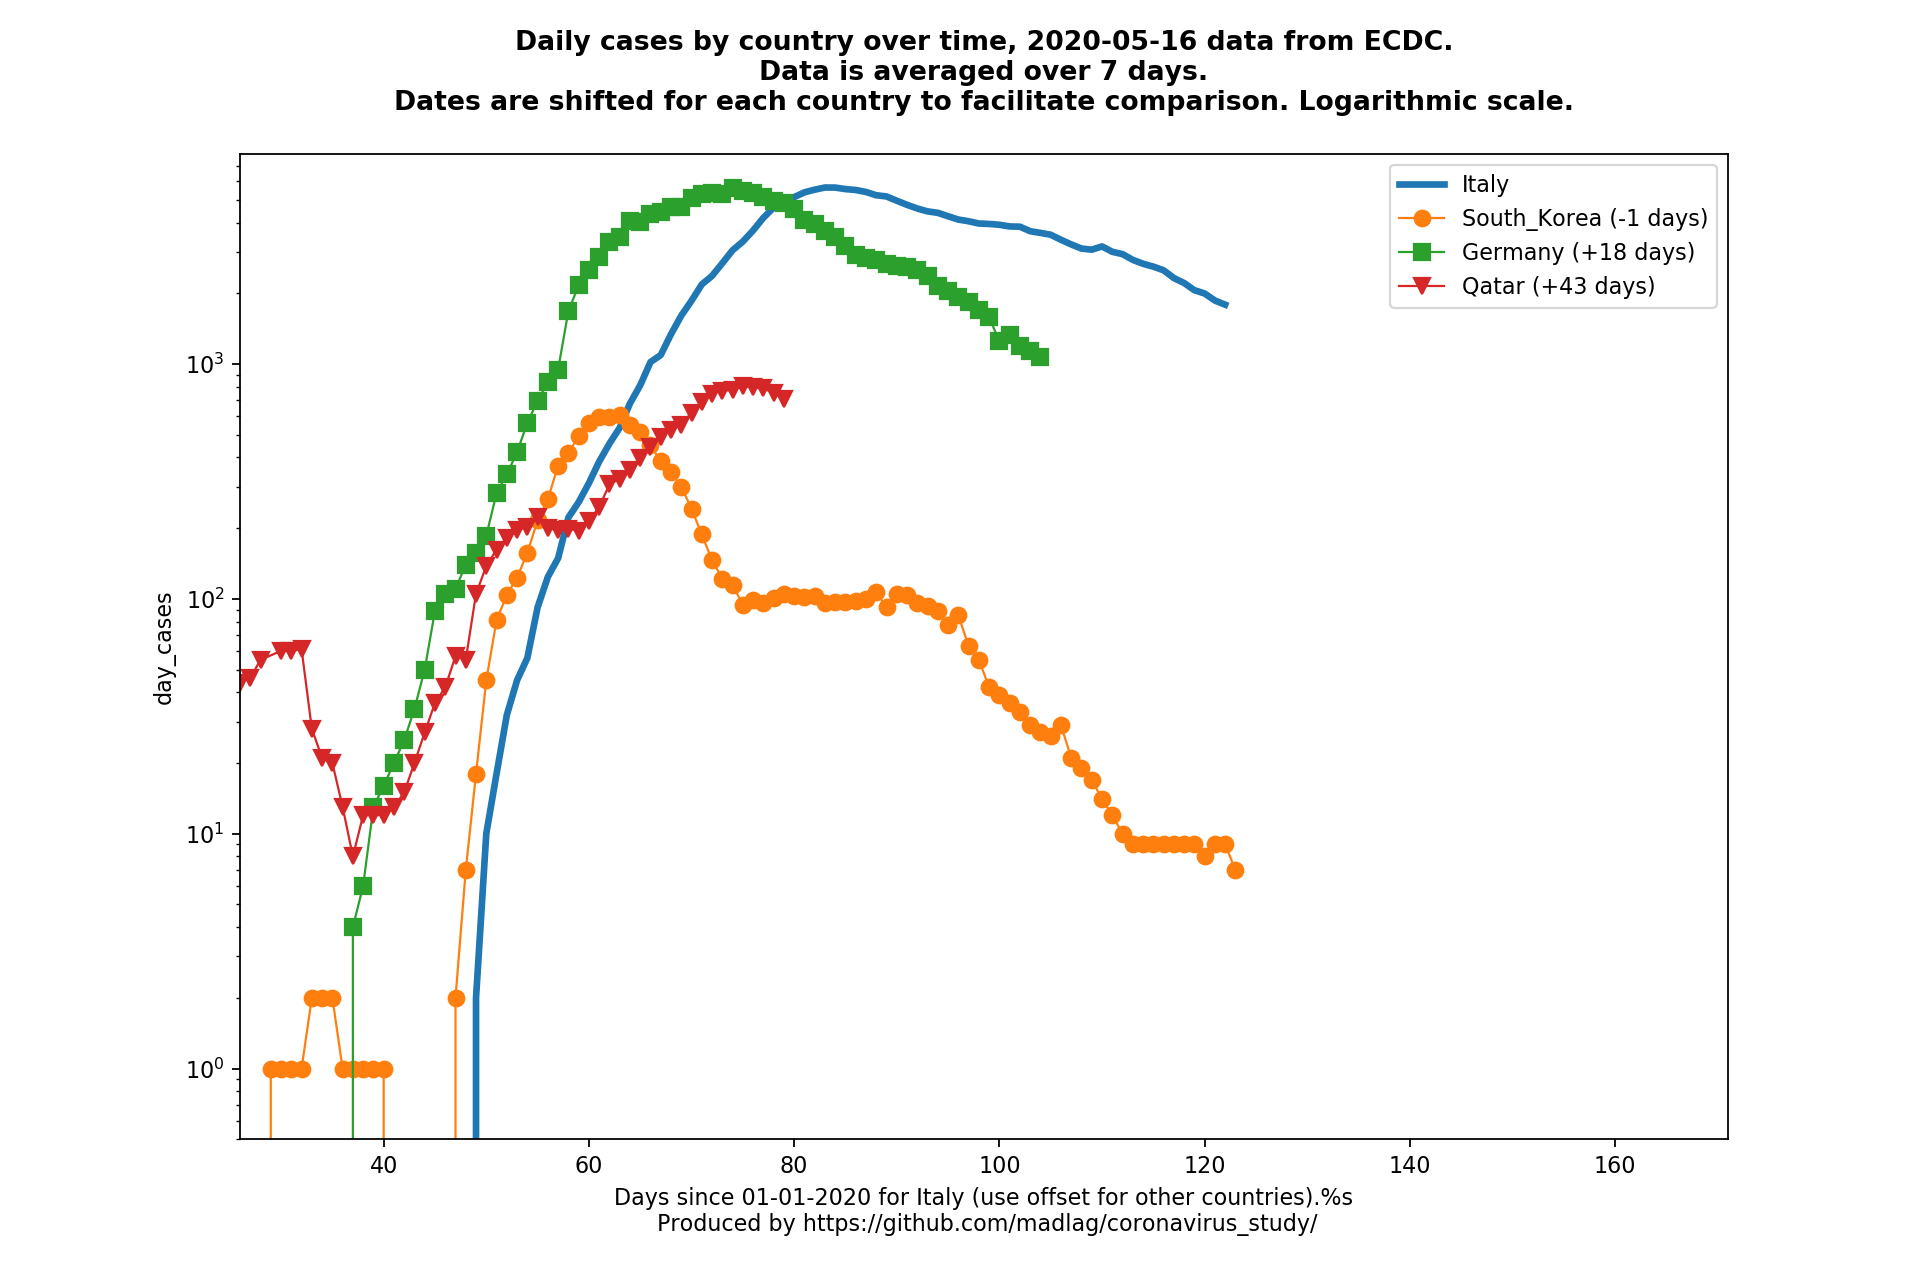 Daily cases by country over time, 2020-05-16 data from ECDC.
Data is averaged over 7 days.
Dates are shifted for each country to facilitate comparison. Logarithmic scale.
Italy
South_Korea (-1 days)
Germany (+18 days)
Qatar (+43 days)
day_cases
10³
10²
10¹
10⁰
40 60 80 100 120 140 160
Days since 01-01-2020 for Italy (use offset for other countries).%s
Produced by https://github.com/madlag/coronavirus_study/